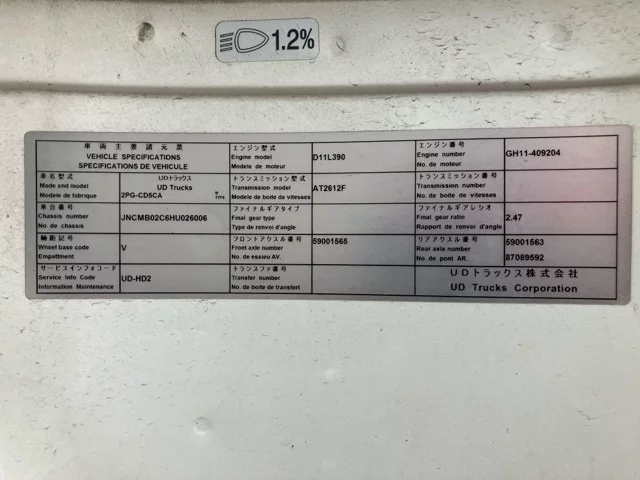 1.2%
車両主要諸元票
VEHICLE SPECIFICATIONS
SPECIFICATIONS DE VEHICULE
エンジン型式
Engine model
Modele de moteur
D11L390
エンジン番号
Engine number
No. de moteur
GH11-409204
車名型式
Made and model
Modele de fabrique
UDトラックス
UD Trucks
2PG-CD5CA
TYPE
トランスミッション型式
Transmission model
Modele de boite de vitesses
AT2612F
トランスミッション番号
Transmission number
No. de boite de vitesses
車台番号
Chassis number
No. de chassis
JNCMB02C6HU026006
ファイナルギアタイプ
Final gear type
Type de renvoi d'angle
ファイナルギアレシオ
Final gear ratio
Rapport de renvoi d'angle
2.47
軸距記号
Wheel base code
Empattment
V
フロントアクスル番号
Front axle number
No. de essieu AV.
59001565
リアアクスル番号
Rear axle number
No. de pont AR.
59001563
87089592
サービスインフォコード
Service Info Code
Information Maintenance
UD-HD2
トランスファ番号
Transfer number
No. de boite de transfert
UDトラックス株式会社
UD Trucks Corporation